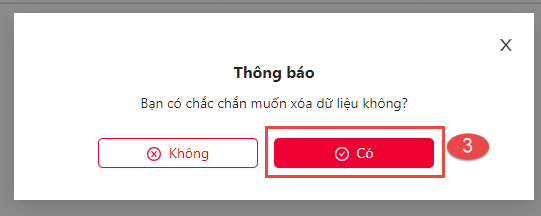 X
Thông báo
Bạn có chắc chắn muốn xóa dữ liệu không?
Không Có 3